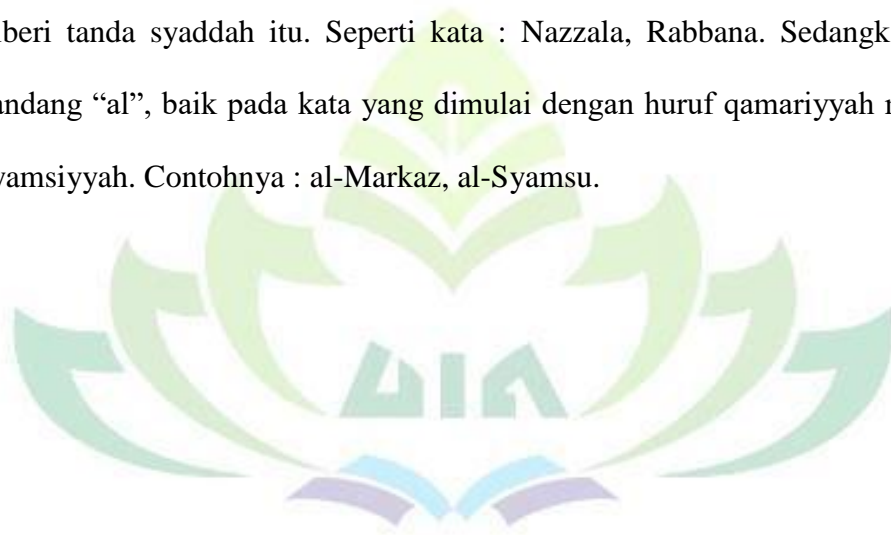 beri tanda syaddah itu. Seperti kata : Nazzala, Rabbana. Sedangk
andang “al”, baik pada kata yang dimulai dengan huruf qamariyyah
yamsiyyah. Contohnya : al-Markaz, al-Syamsu.
UIN